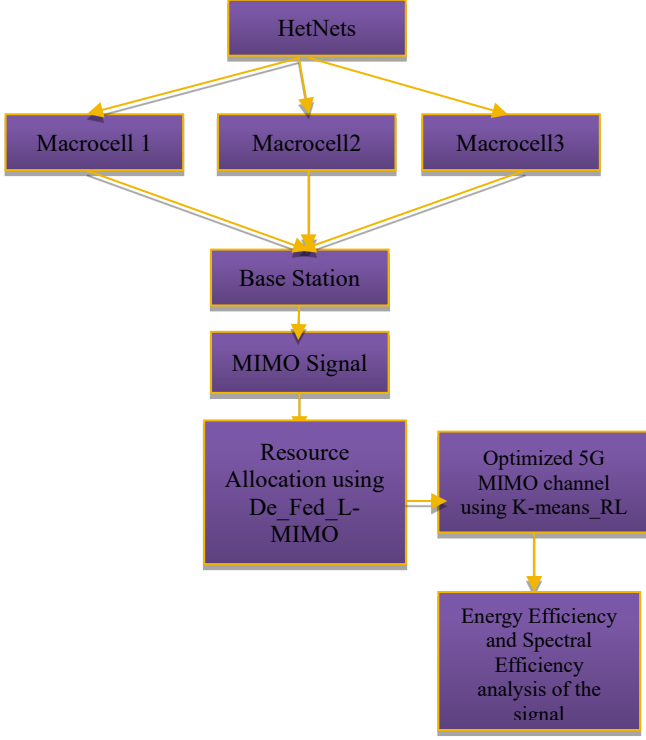 HetNets
Macrocell 1
Macrocell2
Macrocell3
Base Station
MIMO Signal
Resource
Allocation using
De_Fed_L-
MIMO
Optimized 5G
MIMO channel
using K-means_RL
Energy Efficiency
and Spectral
Efficiency
analysis of the
signal